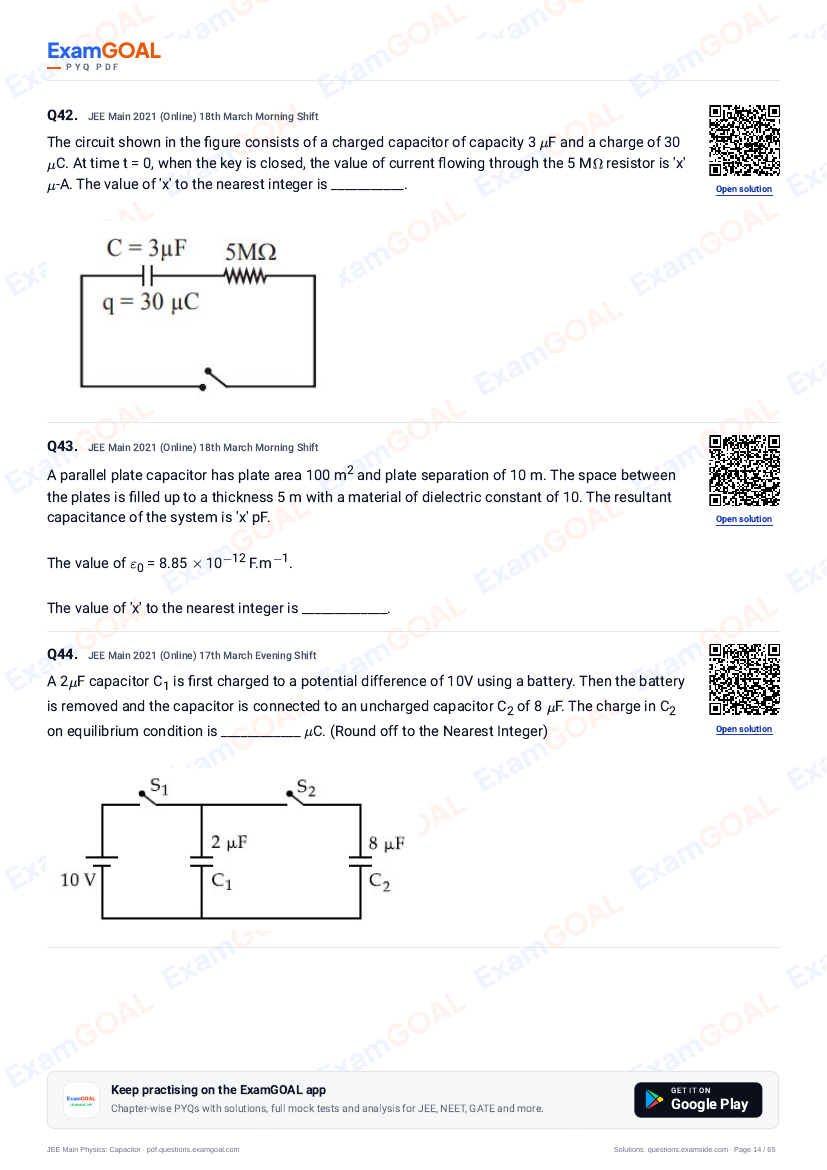 ExamGOAL
PYQ PDF
Q42. JEE Main 2021 (Online) 18th March Morning Shift
The circuit shown in the figure consists of a charged capacitor of capacity 3 μF and a charge of 30
μC. At time t = 0, when the key is closed, the value of current flowing through the 5 MΩ resistor is 'x'
μ-A. The value of 'x' to the nearest integer is ___________.
Open solution
C = 3μF 5MΩ
q = 30 μC
Q43. JEE Main 2021 (Online) 18th March Morning Shift
A parallel plate capacitor has plate area 100 m² and plate separation of 10 m. The space between
the plates is filled up to a thickness 5 m with a material of dielectric constant of 10. The resultant
capacitance of the system is 'x' pF.
Open solution
The value of ε₀ = 8.85 × 10⁻¹² F.m⁻¹.
The value of 'x' to the nearest integer is _____________.
Q44. JEE Main 2021 (Online) 17th March Evening Shift
A 2μF capacitor C₁ is first charged to a potential difference of 10V using a battery. Then the battery
is removed and the capacitor is connected to an uncharged capacitor C₂ of 8 μF. The charge in C₂
on equilibrium condition is ____________ μC. (Round off to the Nearest Integer)
Open solution
S₁ S₂
2 μF 8 μF
10 V C₁ C₂
Keep practising on the ExamGOAL app
Chapter-wise PYQs with solutions, full mock tests and analysis for JEE, NEET, GATE and more.
ExamGOAL
GET IT ON
Google Play
JEE Main Physics: Capacitor · pdf.questions.examgoal.com
Solutions: questions.examside.com · Page 14 / 65